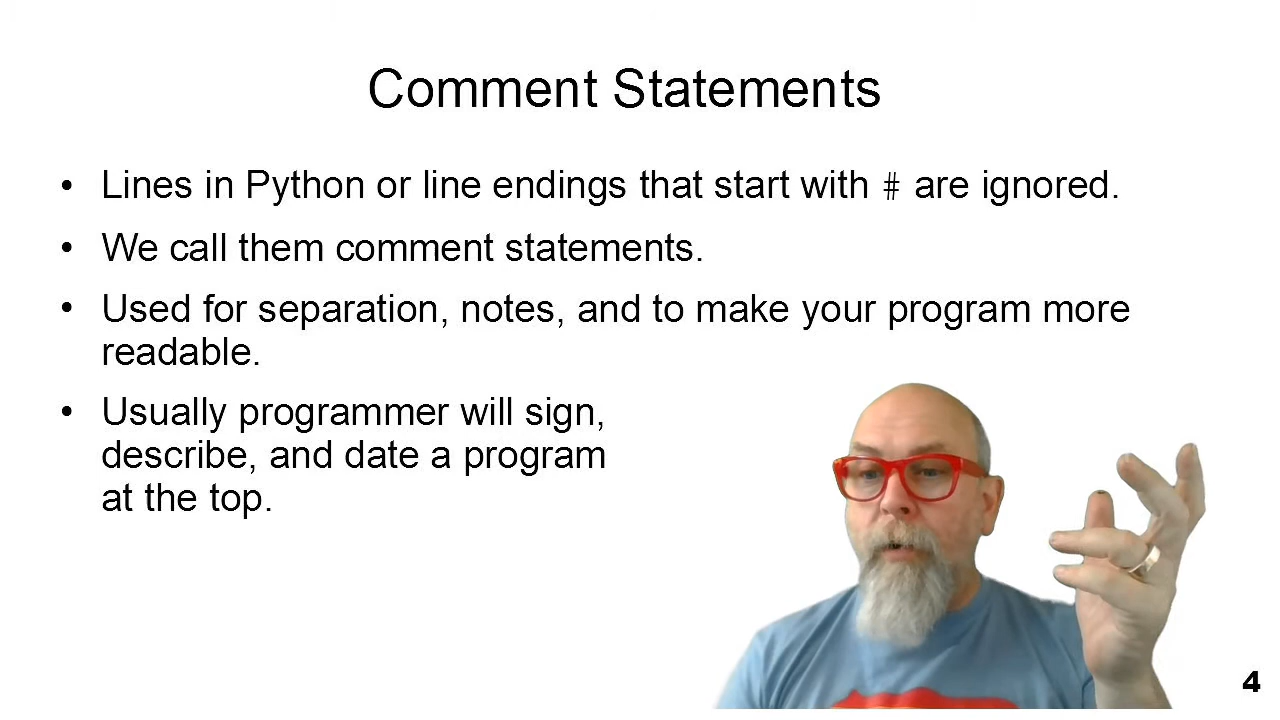 Comment Statements
• Lines in Python or line endings that start with # are ignored.
• We call them comment statements.
• Used for separation, notes, and to make your program more
readable.
• Usually programmer will sign,
describe, and date a program
at the top.
4